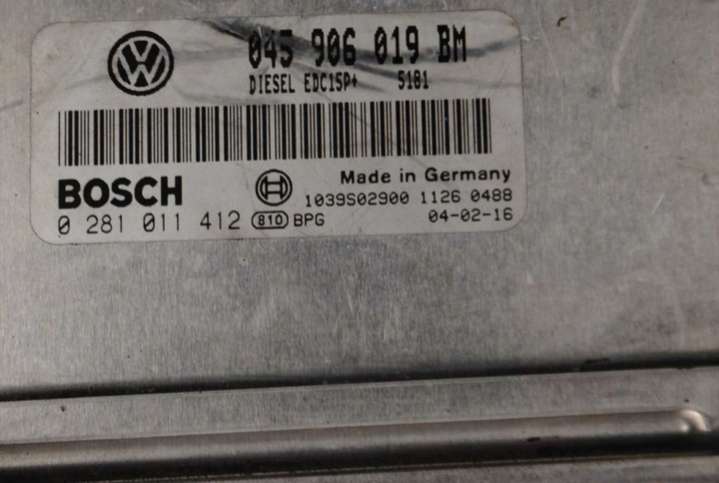 045 906 019 BM
DIESEL EDC15P+ 5181
Made in Germany
BOSCH
1039S02900 1126 0488
0 281 011 412 810 BPG 04-02-16